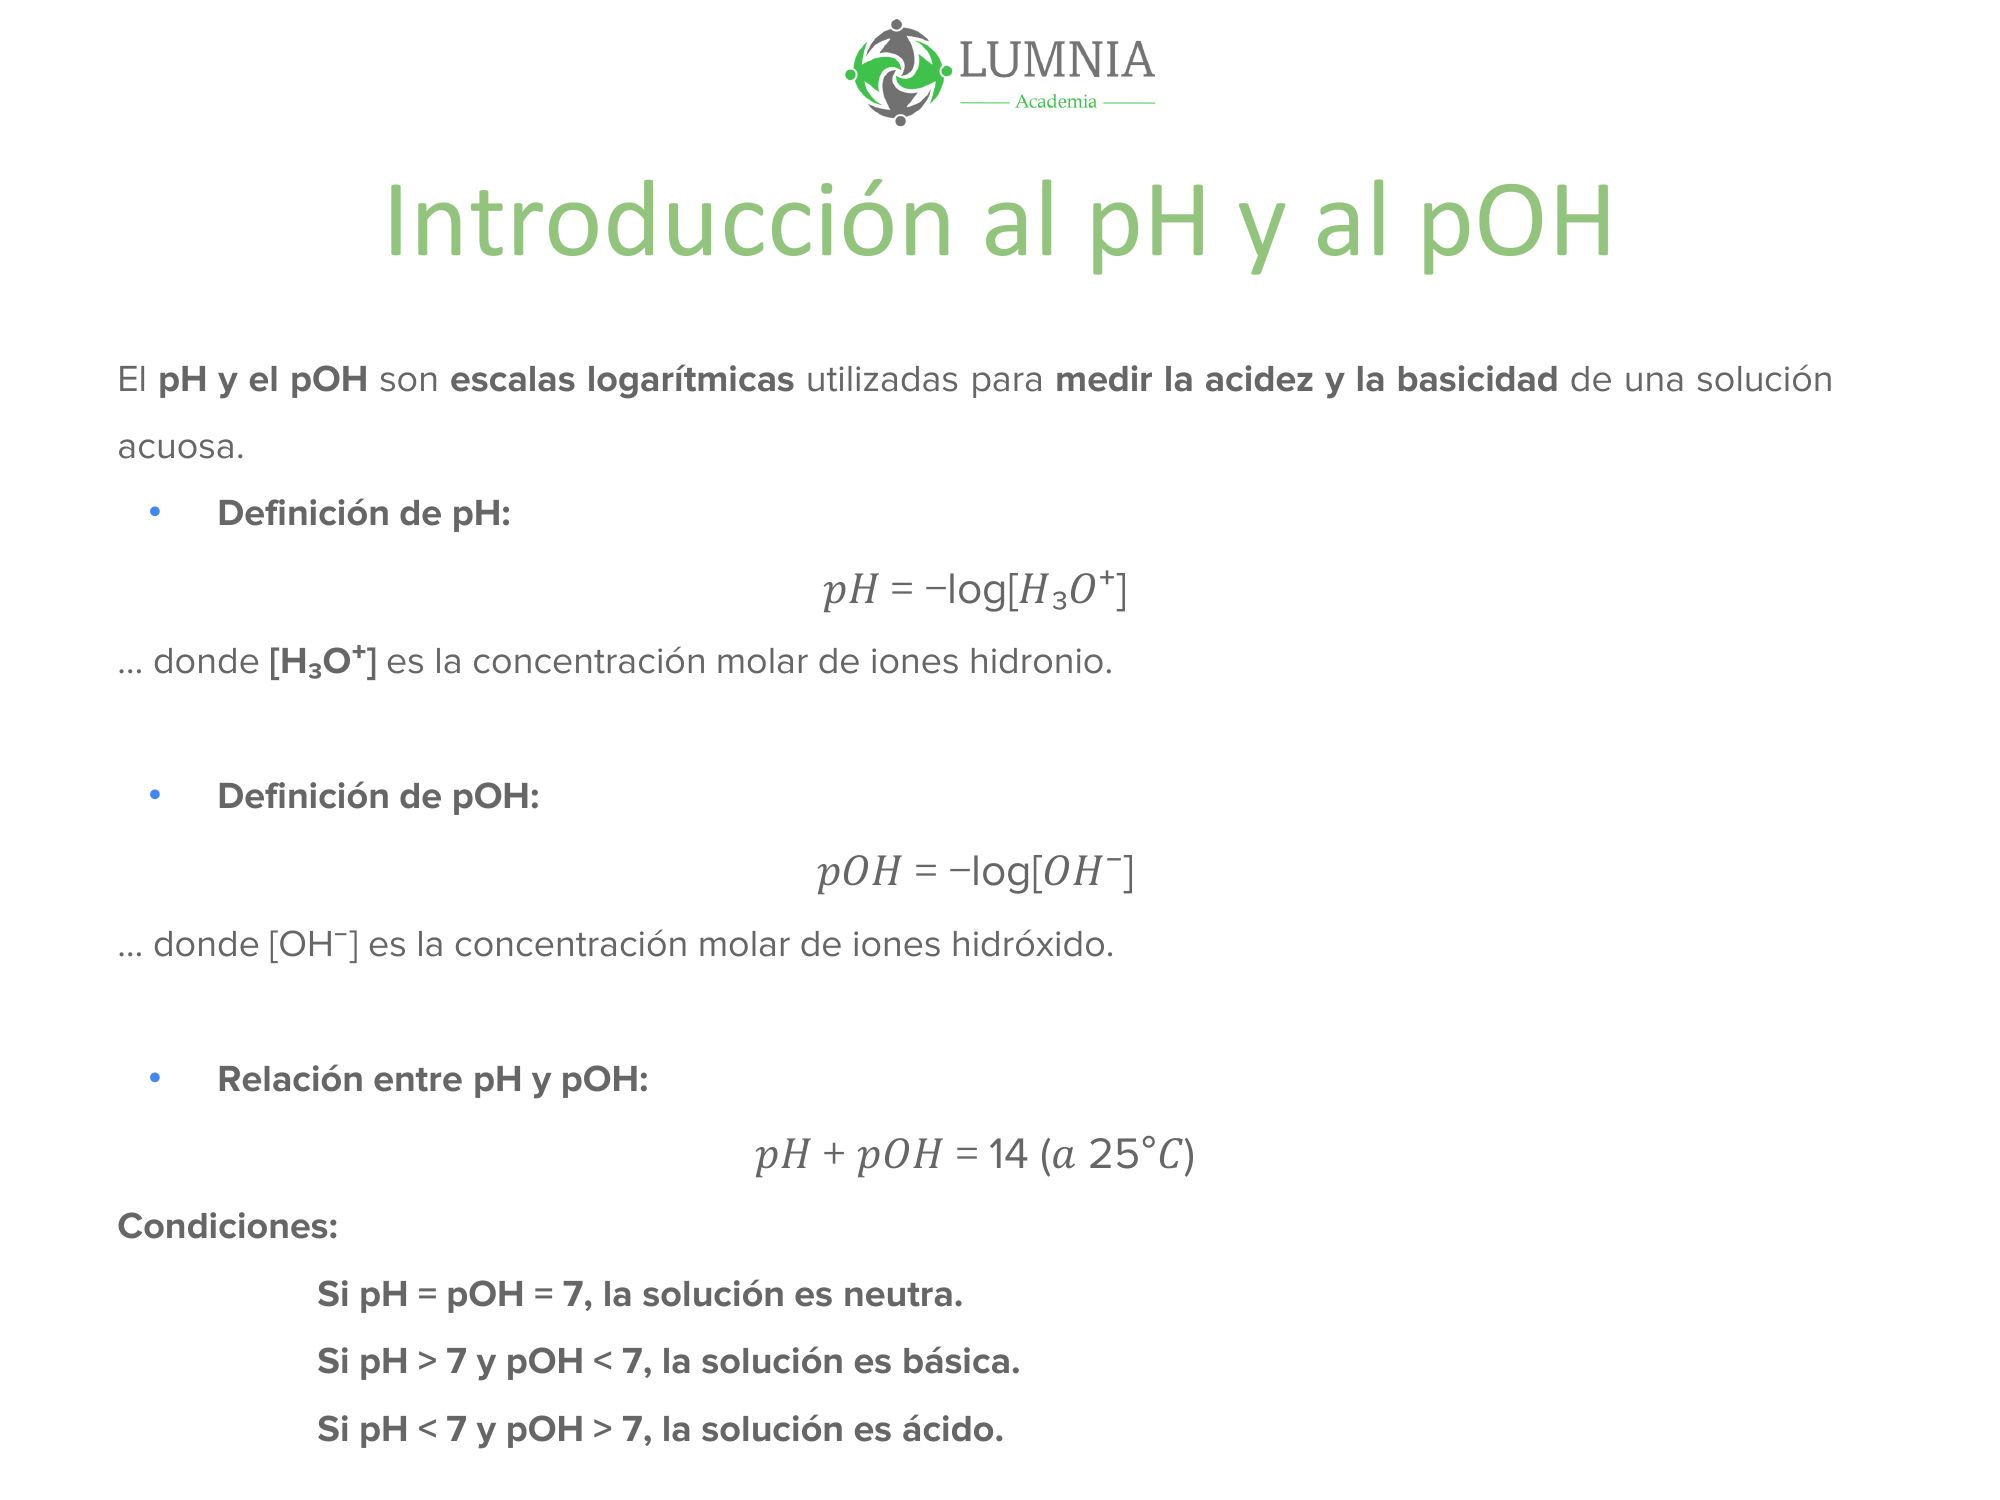 LUMNIA
Academia
Introducción al pH y al pOH
El pH y el pOH son escalas logarítmicas utilizadas para medir la acidez y la basicidad de una solución
acuosa.
• Definición de pH:
pH = −log[H₃O⁺]
... donde [H₃O⁺] es la concentración molar de iones hidronio.
• Definición de pOH:
pOH = −log[OH⁻]
... donde [OH⁻] es la concentración molar de iones hidróxido.
• Relación entre pH y pOH:
pH + pOH = 14 (a 25°C)
Condiciones:
Si pH = pOH = 7, la solución es neutra.
Si pH > 7 y pOH < 7, la solución es básica.
Si pH < 7 y pOH > 7, la solución es ácido.